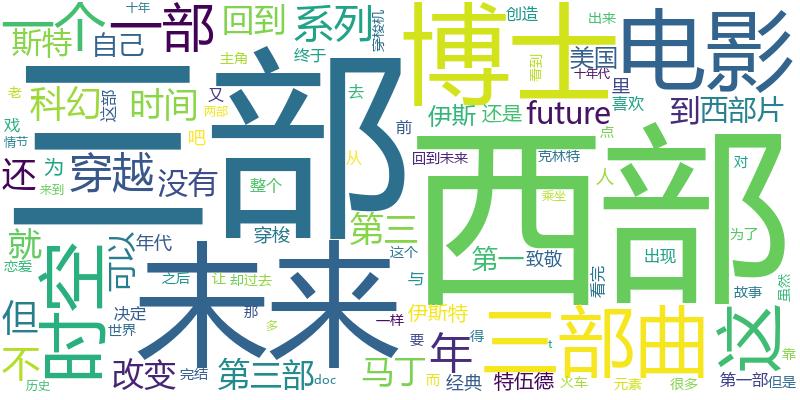 一个
一部
回到
系列
穿梭机
博士
创造
电影
十年
斯特
自己
主角
终于
三部
看到
美国
出来
十年代
老
科幻
这部
时间
又
两部
去
伊斯
还是
future
里
喜欢
到
西部片
戏
情节
吧
前
点
还
为
来到
穿越
没有
整个
从
回到未来
克林特
西部
人
对
乘坐
就
时空
可以
年代
穿梭
第三
这个
第一
致敬
看完
出现
为了
恋爱
未来
之后
让
却过去
与
故事
虽然
但
决定
世界
那
多
一样
伊斯特
要
年
得
三部曲
这
不
历史
改变
完结
第三部
doc
马丁
而
经典
特伍德
t
火车
元素
很多
第一部
但是
靠